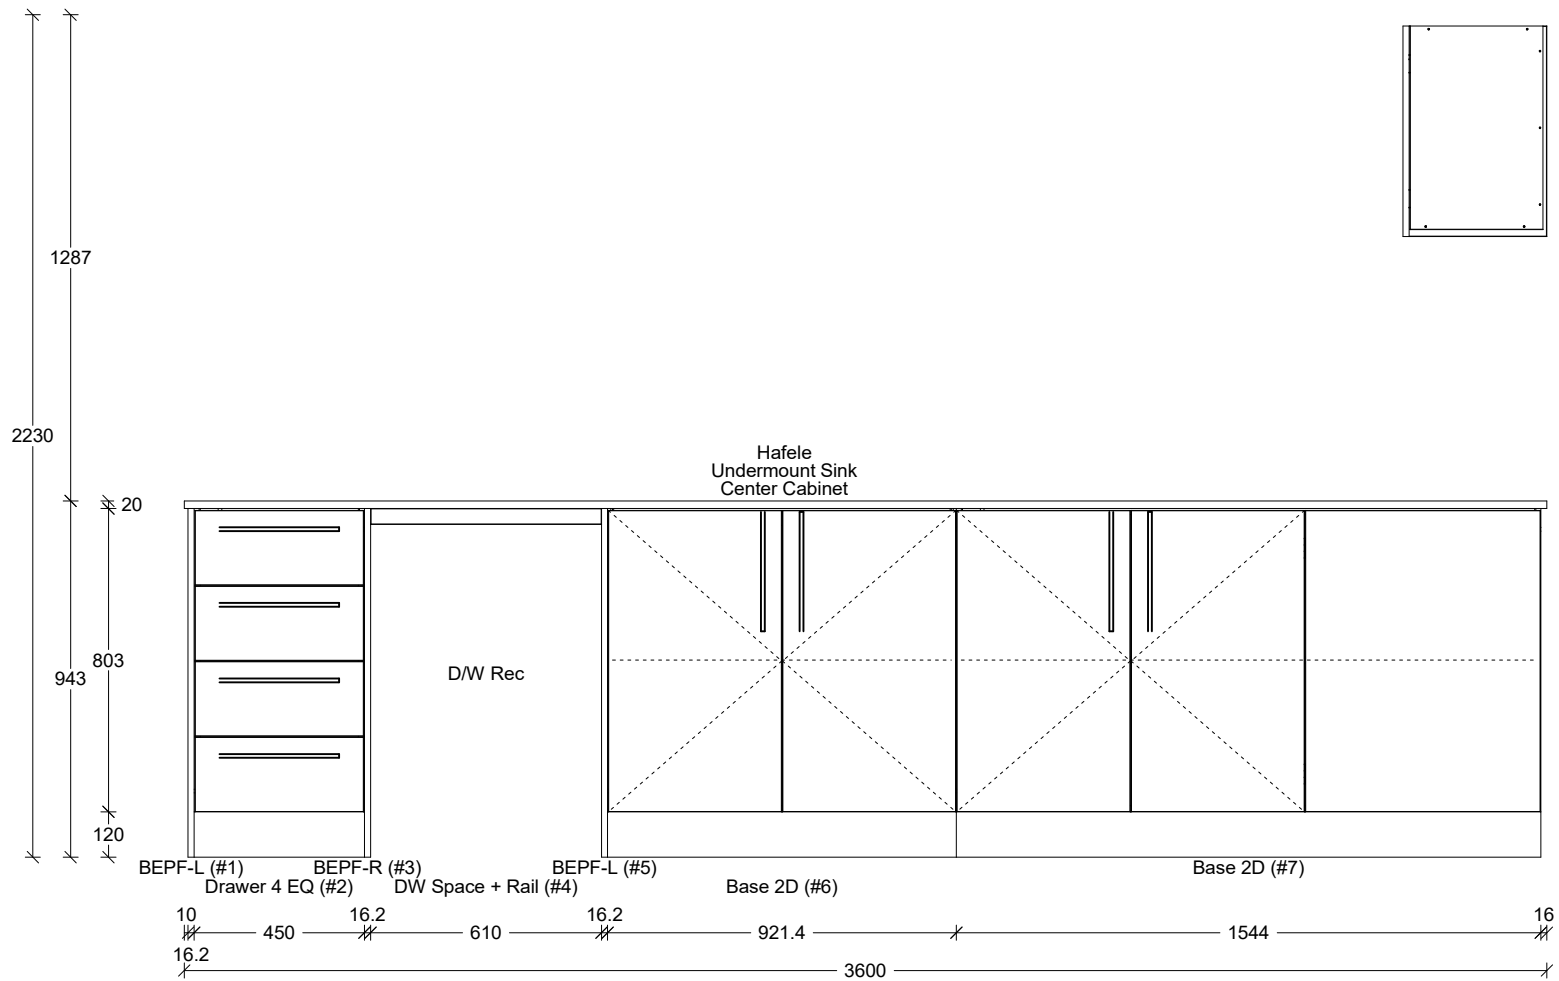 1287
2230
Hafele
Undermount Sink
Center Cabinet
20
803
943
D/W Rec
120
BEPF-L (#1)
BEPF-R (#3)
BEPF-L (#5)
Base 2D (#7)
Drawer 4 EQ (#2)
DW Space + Rail (#4)
Base 2D (#6)
10
16.2
16.2
16
450
610
921.4
1544
16.2
3600